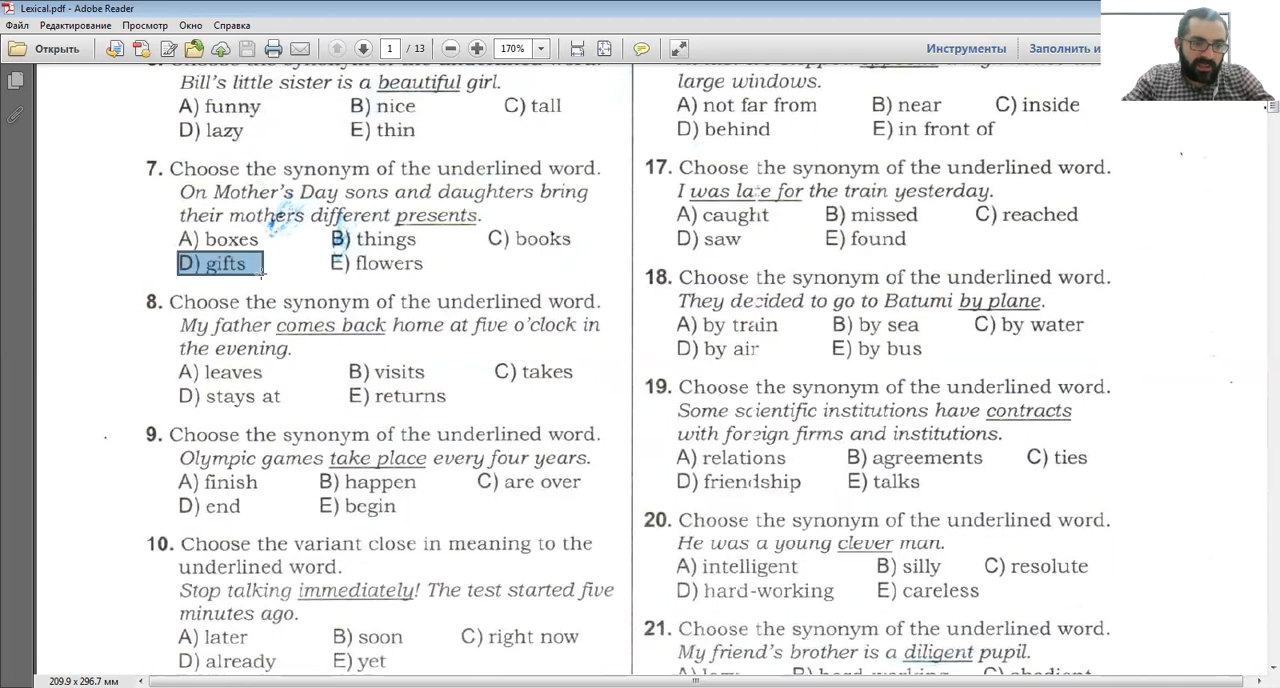 Lexical.pdf - Adobe Reader
Файл Редактирование Просмотр Окно Справка
Открыть 1 / 13 170% Инструменты Заполнить и
Bill's little sister is a beautiful girl.
A) funny B) nice C) tall
D) lazy E) thin
7. Choose the synonym of the underlined word.
On Mother's Day sons and daughters bring
their mothers different presents.
A) boxes B) things C) books
D) gifts E) flowers
8. Choose the synonym of the underlined word.
My father comes back home at five o'clock in
the evening.
A) leaves B) visits C) takes
D) stays at E) returns
9. Choose the synonym of the underlined word.
Olympic games take place every four years.
A) finish B) happen C) are over
D) end E) begin
10. Choose the variant close in meaning to the
underlined word.
Stop talking immediately! The test started five
minutes ago.
A) later B) soon C) right now
D) already E) yet
large windows.
A) not far from B) near C) inside
D) behind E) in front of
17. Choose the synonym of the underlined word.
I was late for the train yesterday.
A) caught B) missed C) reached
D) saw E) found
18. Choose the synonym of the underlined word.
They decided to go to Batumi by plane.
A) by train B) by sea C) by water
D) by air E) by bus
19. Choose the synonym of the underlined word.
Some scientific institutions have contracts
with foreign firms and institutions.
A) relations B) agreements C) ties
D) friendship E) talks
20. Choose the synonym of the underlined word.
He was a young clever man.
A) intelligent B) silly C) resolute
D) hard-working E) careless
21. Choose the synonym of the underlined word.
My friend's brother is a diligent pupil.
209.9 x 296.7 мм